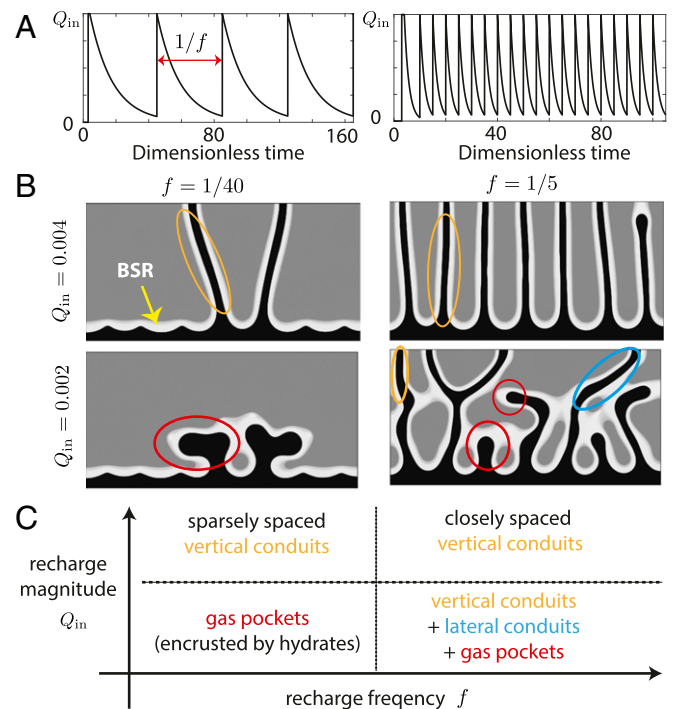 A
Q_in
1/f
0
0
80
160
Dimensionless time
Q_in
0
0
40
80
Dimensionless time
B
f = 1/40
f = 1/5
Q_in = 0.004
BSR
Q_in = 0.002
C
recharge
magnitude
Q_in
sparsely spaced
vertical conduits
closely spaced
vertical conduits
gas pockets
(encrusted by hydrates)
vertical conduits
+ lateral conduits
+ gas pockets
recharge freqency f